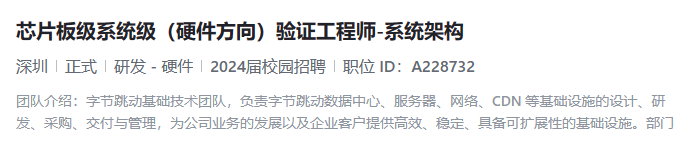 芯片板级系统级（硬件方向）验证工程师-系统架构
深圳 | 正式 | 研发 - 硬件 | 2024届校园招聘 | 职位 ID：A228732
团队介绍：字节跳动基础技术团队，负责字节跳动数据中心、服务器、网络、CDN 等基础设施的设计、研
发、采购、交付与管理，为公司业务的发展以及企业客户提供高效、稳定、具备可扩展性的基础设施。部门